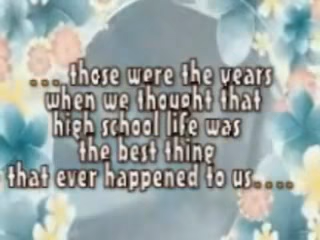 ... those were the years
when we thought that
high school life was
the best thing
that ever happened to us....